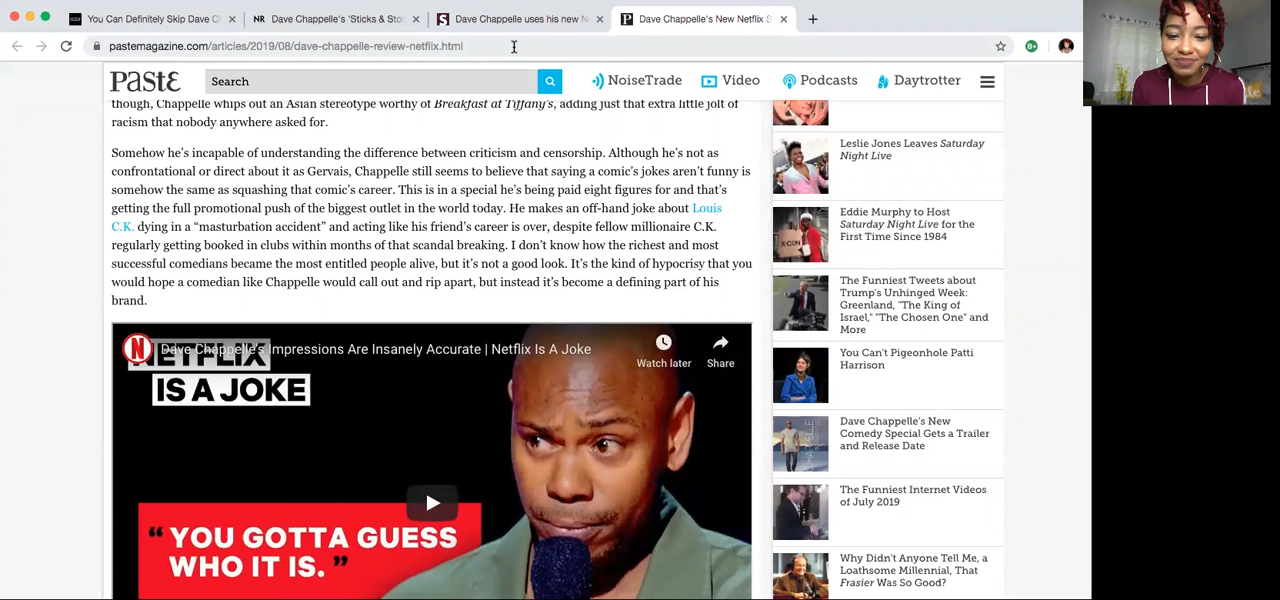 You Can Definitely Skip Dave C
NR Dave Chappelle's 'Sticks & Sto
S Dave Chappelle uses his new N
P Dave Chappelle's New Netflix S
pastemagazine.com/articles/2019/08/dave-chappelle-review-netflix.html
Paste
Search
NoiseTrade
Video
Podcasts
Daytrotter
though, Chappelle whips out an Asian stereotype worthy of Breakfast at Tiffany's, adding just that extra little jolt of
racism that nobody anywhere asked for.
Somehow he's incapable of understanding the difference between criticism and censorship. Although he's not as
confrontational or direct about it as Gervais, Chappelle still seems to believe that saying a comic's jokes aren't funny is
somehow the same as squashing that comic's career. This is in a special he's being paid eight figures for and that's
getting the full promotional push of the biggest outlet in the world today. He makes an off-hand joke about Louis
C.K. dying in a “masturbation accident” and acting like his friend's career is over, despite fellow millionaire C.K.
regularly getting booked in clubs within months of that scandal breaking. I don't know how the richest and most
successful comedians became the most entitled people alive, but it's not a good look. It's the kind of hypocrisy that you
would hope a comedian like Chappelle would call out and rip apart, but instead it's become a defining part of his
brand.
N
Dave Chappelle's Impressions Are Insanely Accurate | Netflix Is A Joke
Watch later
Share
NETFLIX
IS A JOKE
“ YOU GOTTA GUESS
WHO IT IS. ”
Leslie Jones Leaves Saturday
Night Live
X-CON
Eddie Murphy to Host
Saturday Night Live for the
First Time Since 1984
The Funniest Tweets about
Trump's Unhinged Week:
Greenland, "The King of
Israel," "The Chosen One" and
More
You Can't Pigeonhole Patti
Harrison
Dave Chappelle's New
Comedy Special Gets a Trailer
and Release Date
The Funniest Internet Videos
of July 2019
Why Didn't Anyone Tell Me, a
Loathsome Millennial, That
Frasier Was So Good?